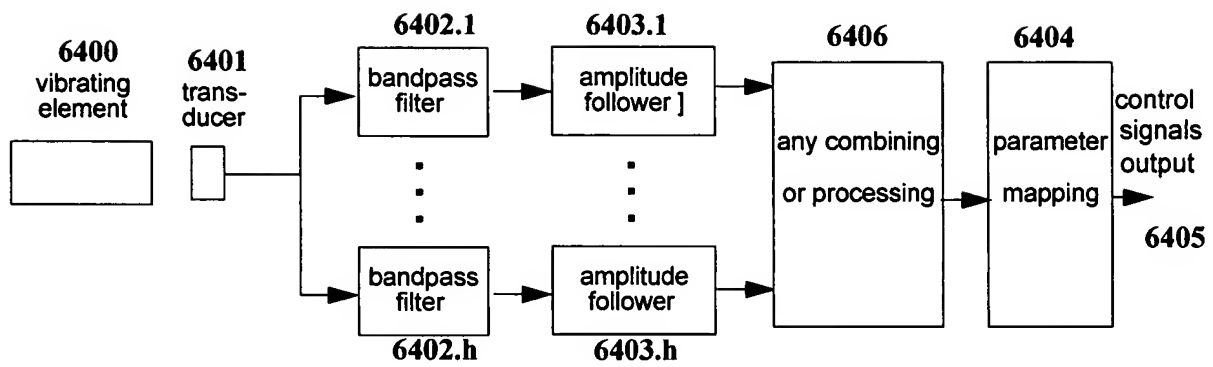 6400
vibrating
element
6401
trans-
ducer
6402.1
bandpass
filter
6403.1
amplitude
follower ]
bandpass
filter
6402.h
amplitude
follower
6403.h
6406
any combining
or processing
6404
parameter
mapping
control
signals
output
6405